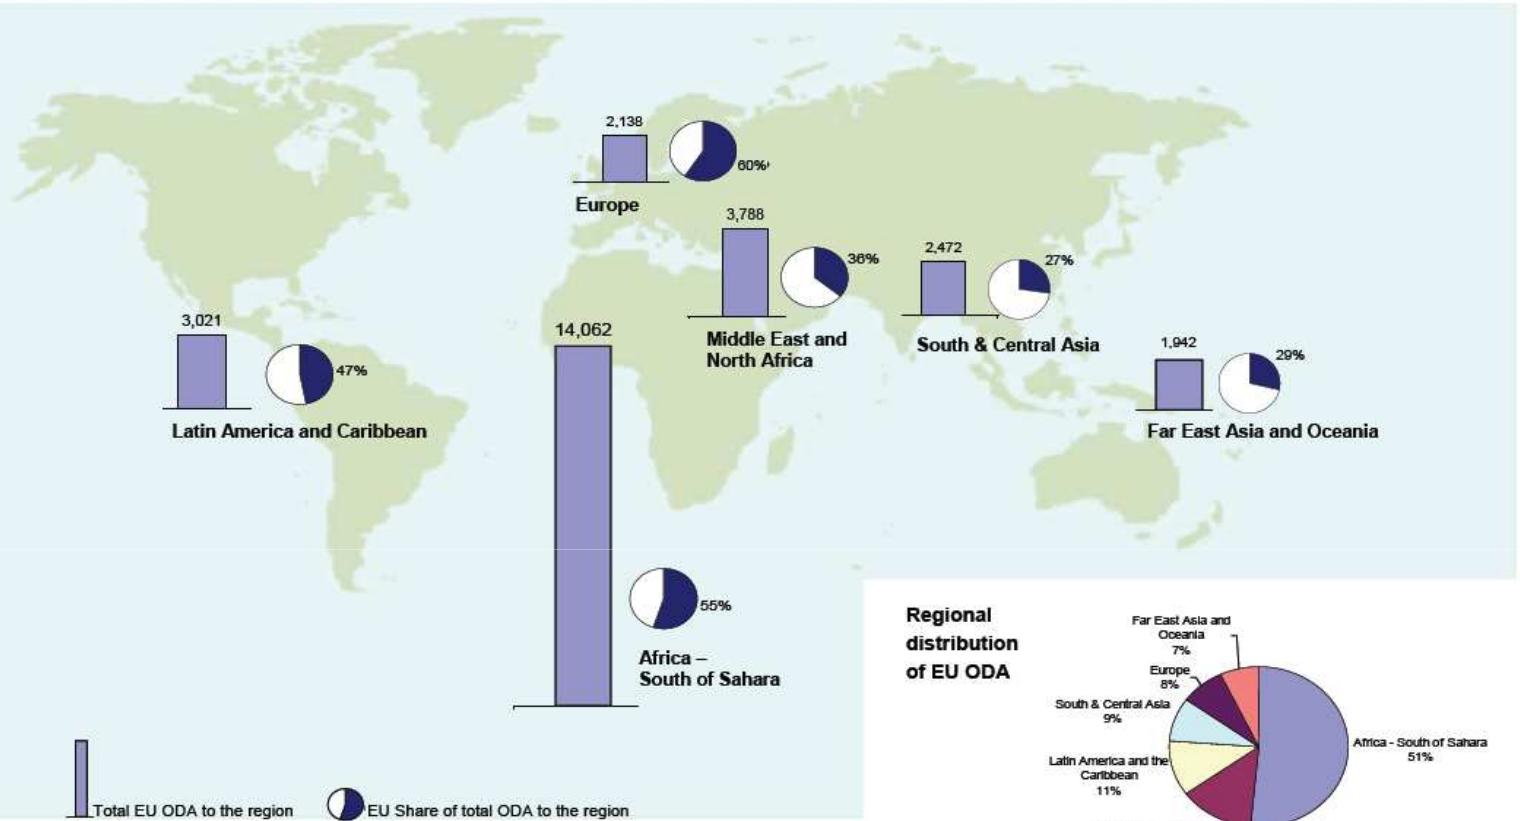 2,138
60%
Europe
3,788
36%
Middle East and
North Africa
2,472
27%
South & Central Asia
3,021
47%
Latin America and Caribbean
14,062
55%
Africa –
South of Sahara
1,942
29%
Far East Asia and Oceania
Total EU ODA to the region
EU Share of total ODA to the region
Regional
distribution
of EU ODA
Far East Asia and
Oceania
7%
Europe
8%
South & Central Asia
9%
Latin America and the
Caribbean
11%
Africa - South of Sahara
51%